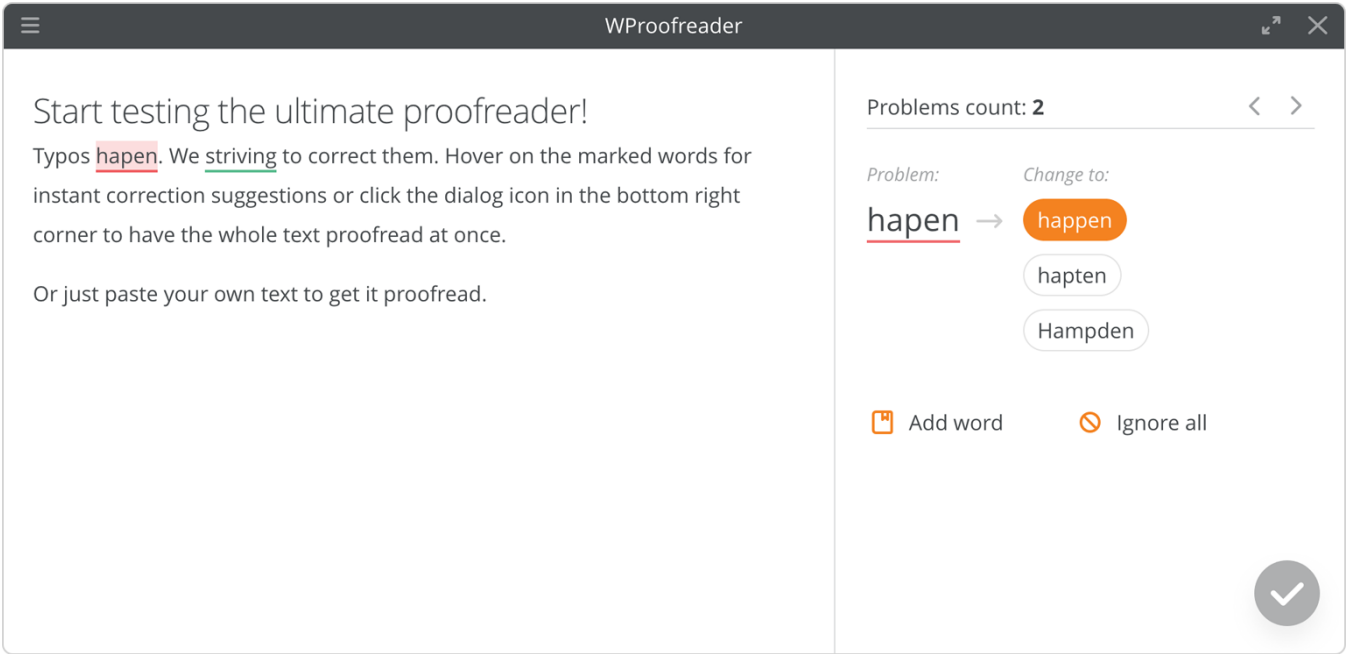 WProofreader
Start testing the ultimate proofreader!
Typos hapen. We striving to correct them. Hover on the marked words for
instant correction suggestions or click the dialog icon in the bottom right
corner to have the whole text proofread at once.
Or just paste your own text to get it proofread.
Problems count: 2
Problem:
Change to:
hapen
happen
hapten
Hampden
Add word
Ignore all